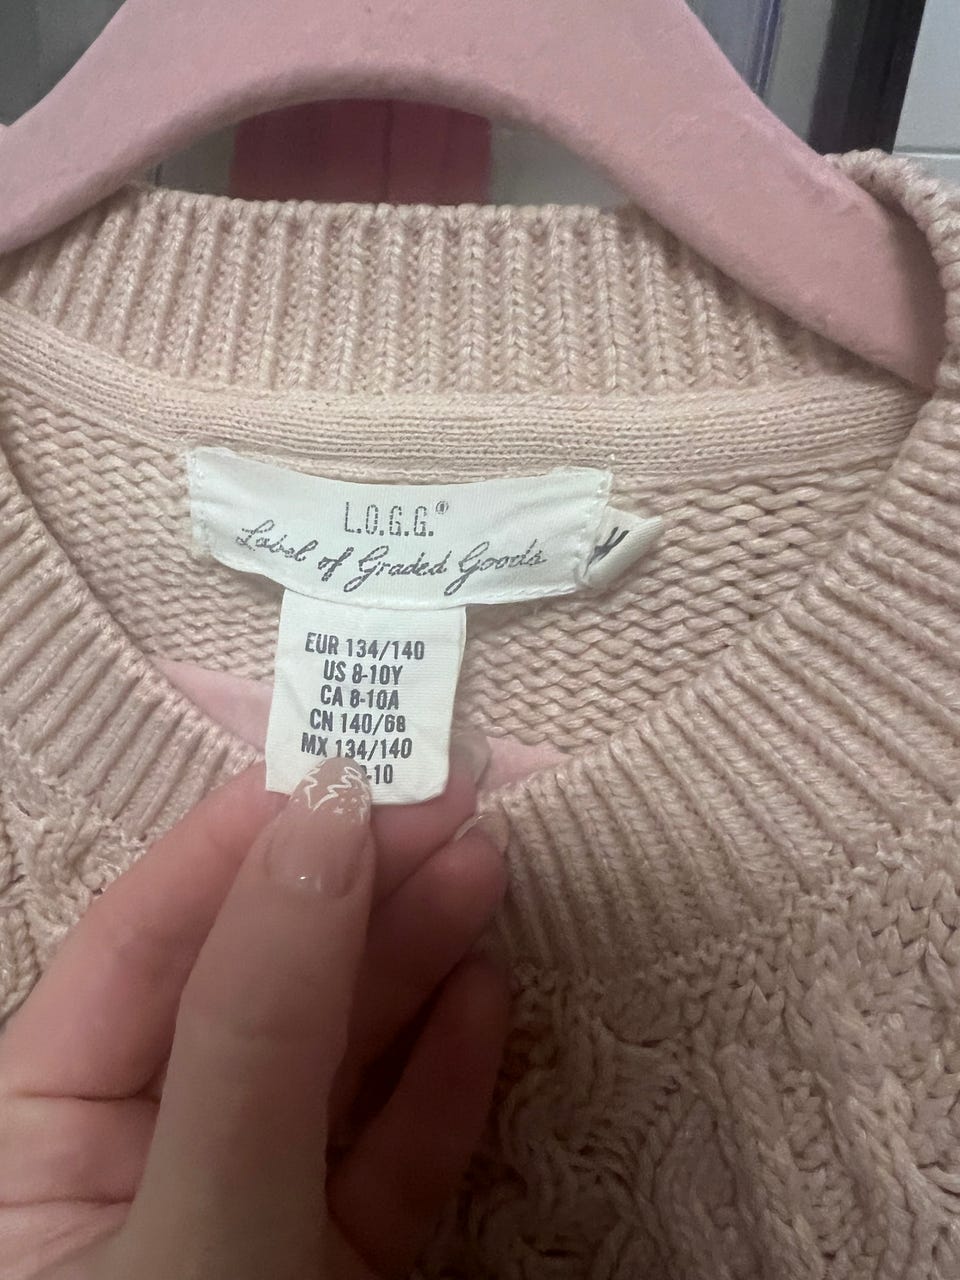 L.O.G.G.®
Label of Graded Goods
EUR 134/140
US 8-10Y
CA 8-10A
CN 140/68
MX 134/140
-10